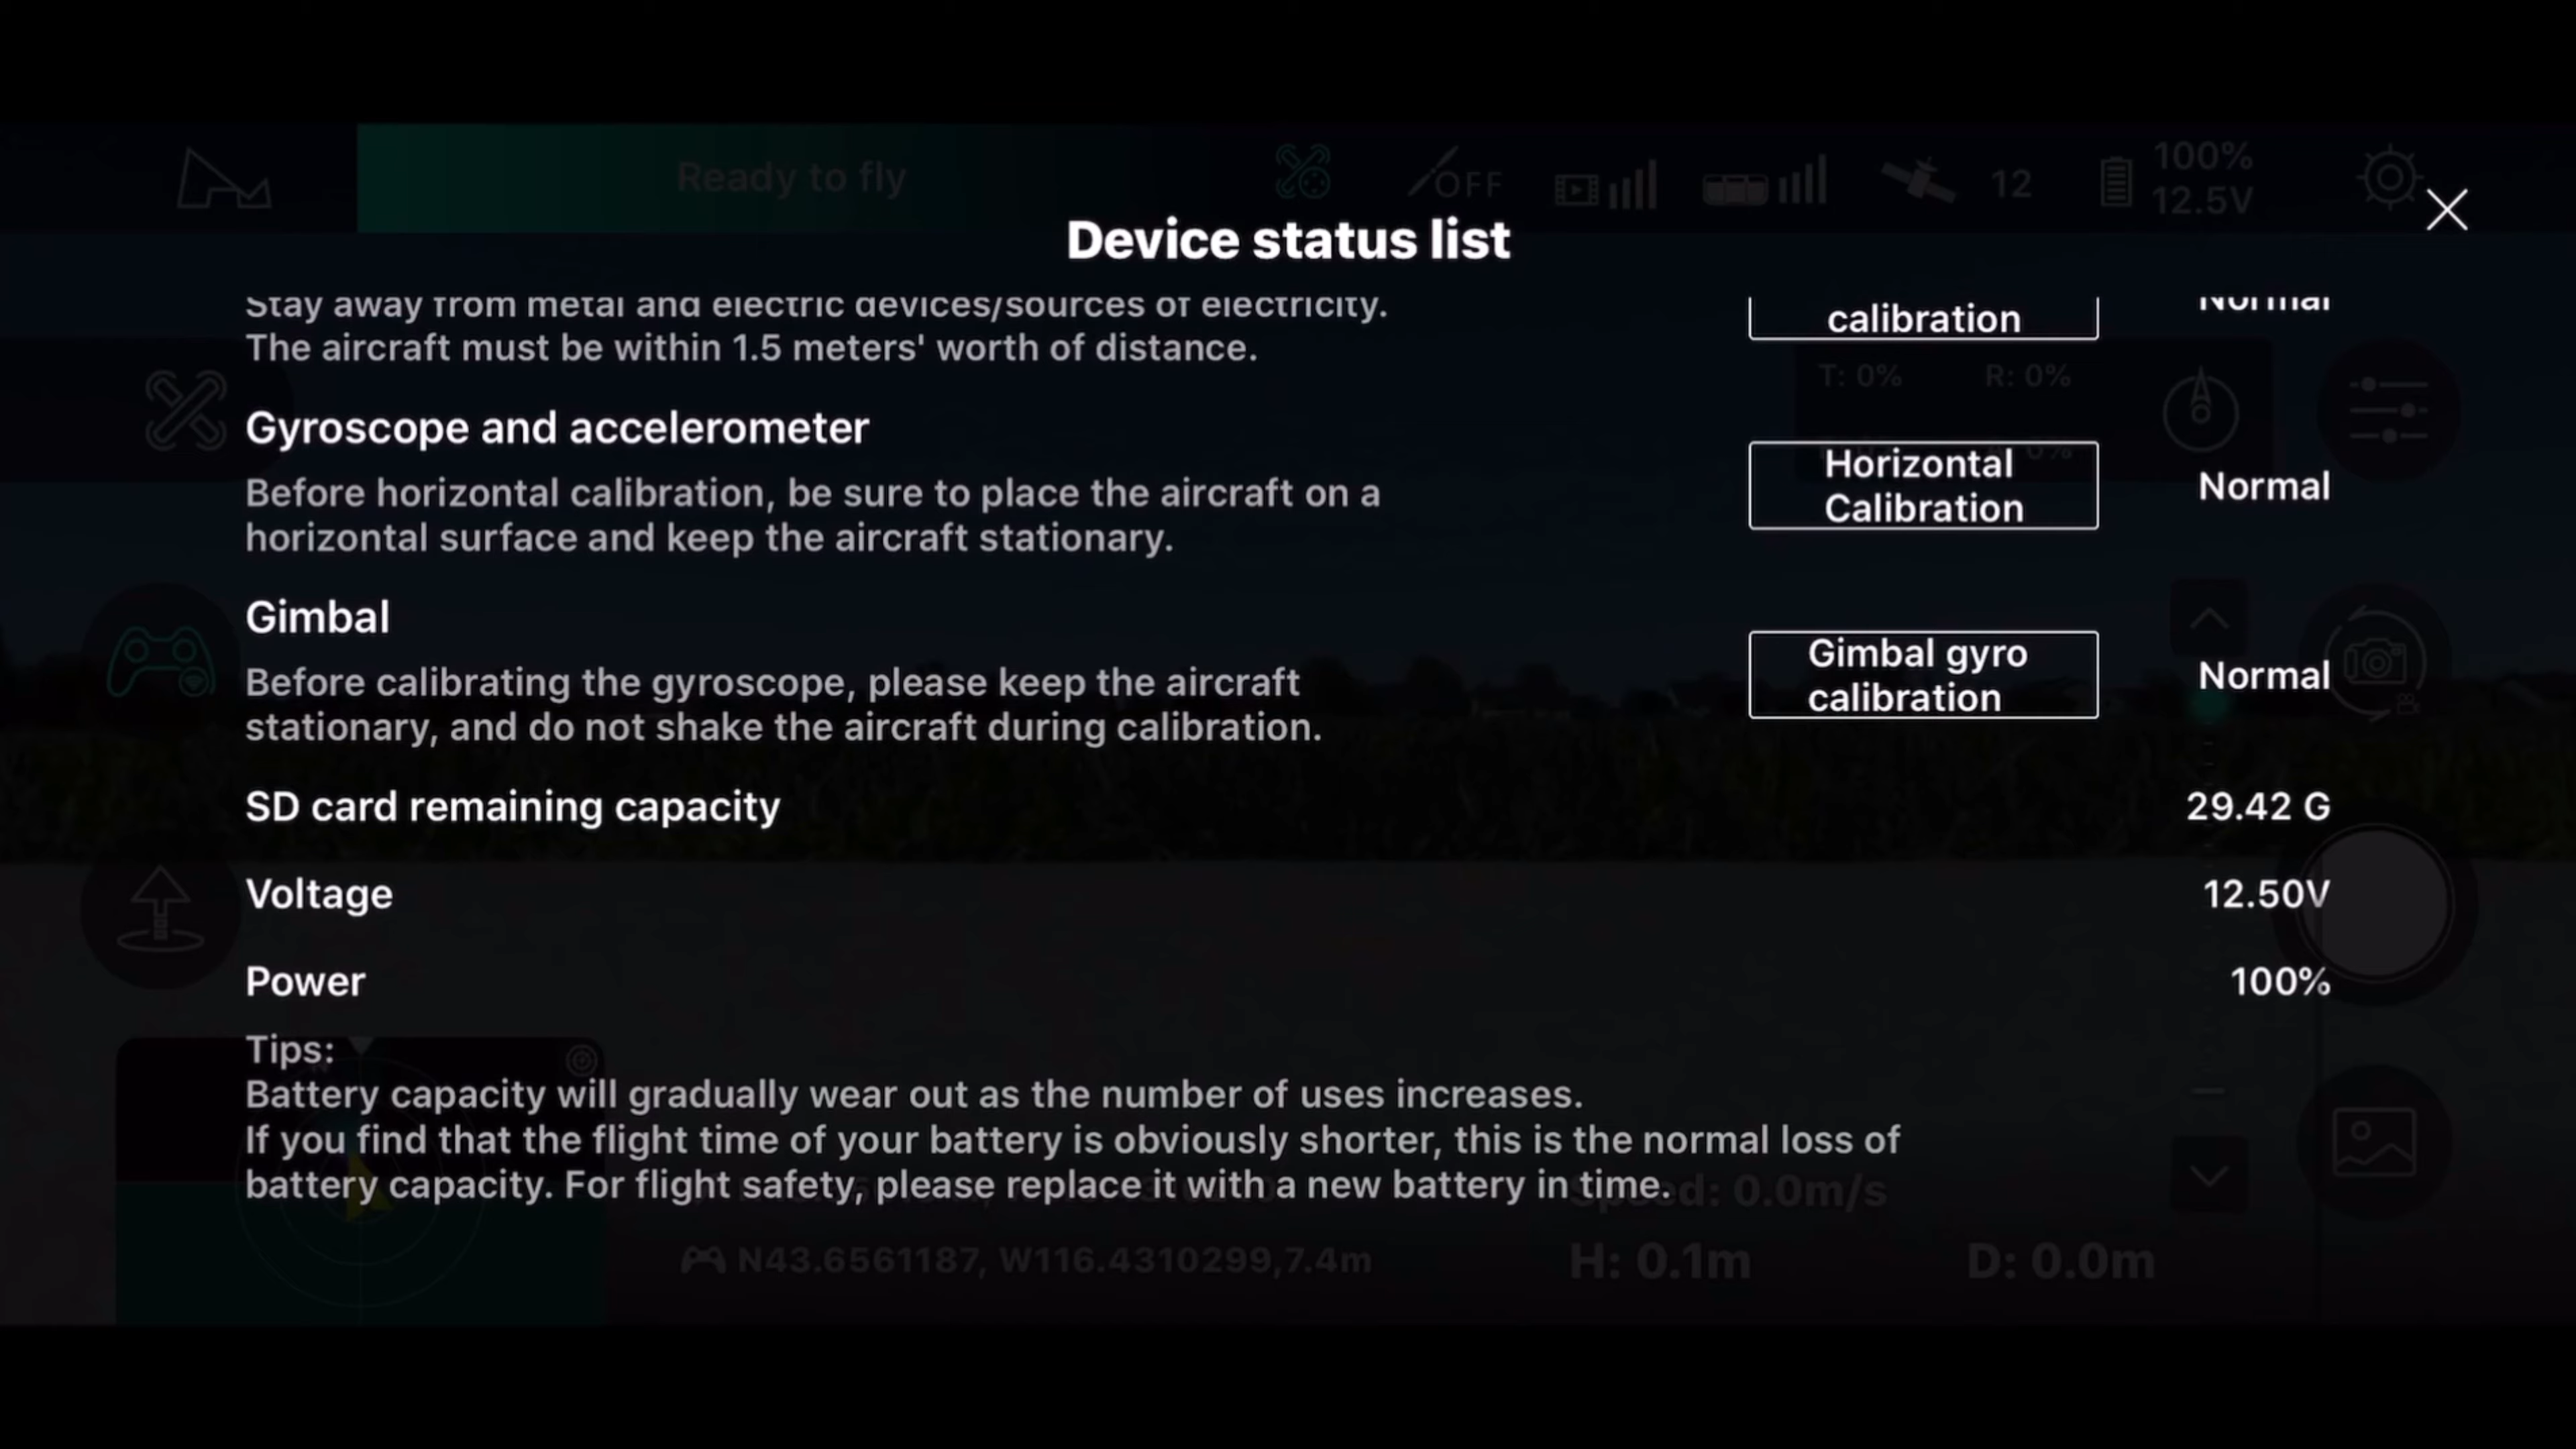 Ready to fly
OFF
12
100%
12.5V
Device status list
Stay away from metal and electric devices/sources of electricity.
The aircraft must be within 1.5 meters' worth of distance.
calibration
Normal
T: 0%
R: 0%
Gyroscope and accelerometer
Before horizontal calibration, be sure to place the aircraft on a
horizontal surface and keep the aircraft stationary.
Horizontal
Calibration
Normal
Gimbal
Before calibrating the gyroscope, please keep the aircraft
stationary, and do not shake the aircraft during calibration.
Gimbal gyro
calibration
Normal
SD card remaining capacity
29.42 G
Voltage
12.50V
Power
100%
Tips:
Battery capacity will gradually wear out as the number of uses increases.
If you find that the flight time of your battery is obviously shorter, this is the normal loss of
battery capacity. For flight safety, please replace it with a new battery in time.
Speed: 0.0m/s
N43.6561187, W116.4310299,7.4m
H: 0.1m
D: 0.0m